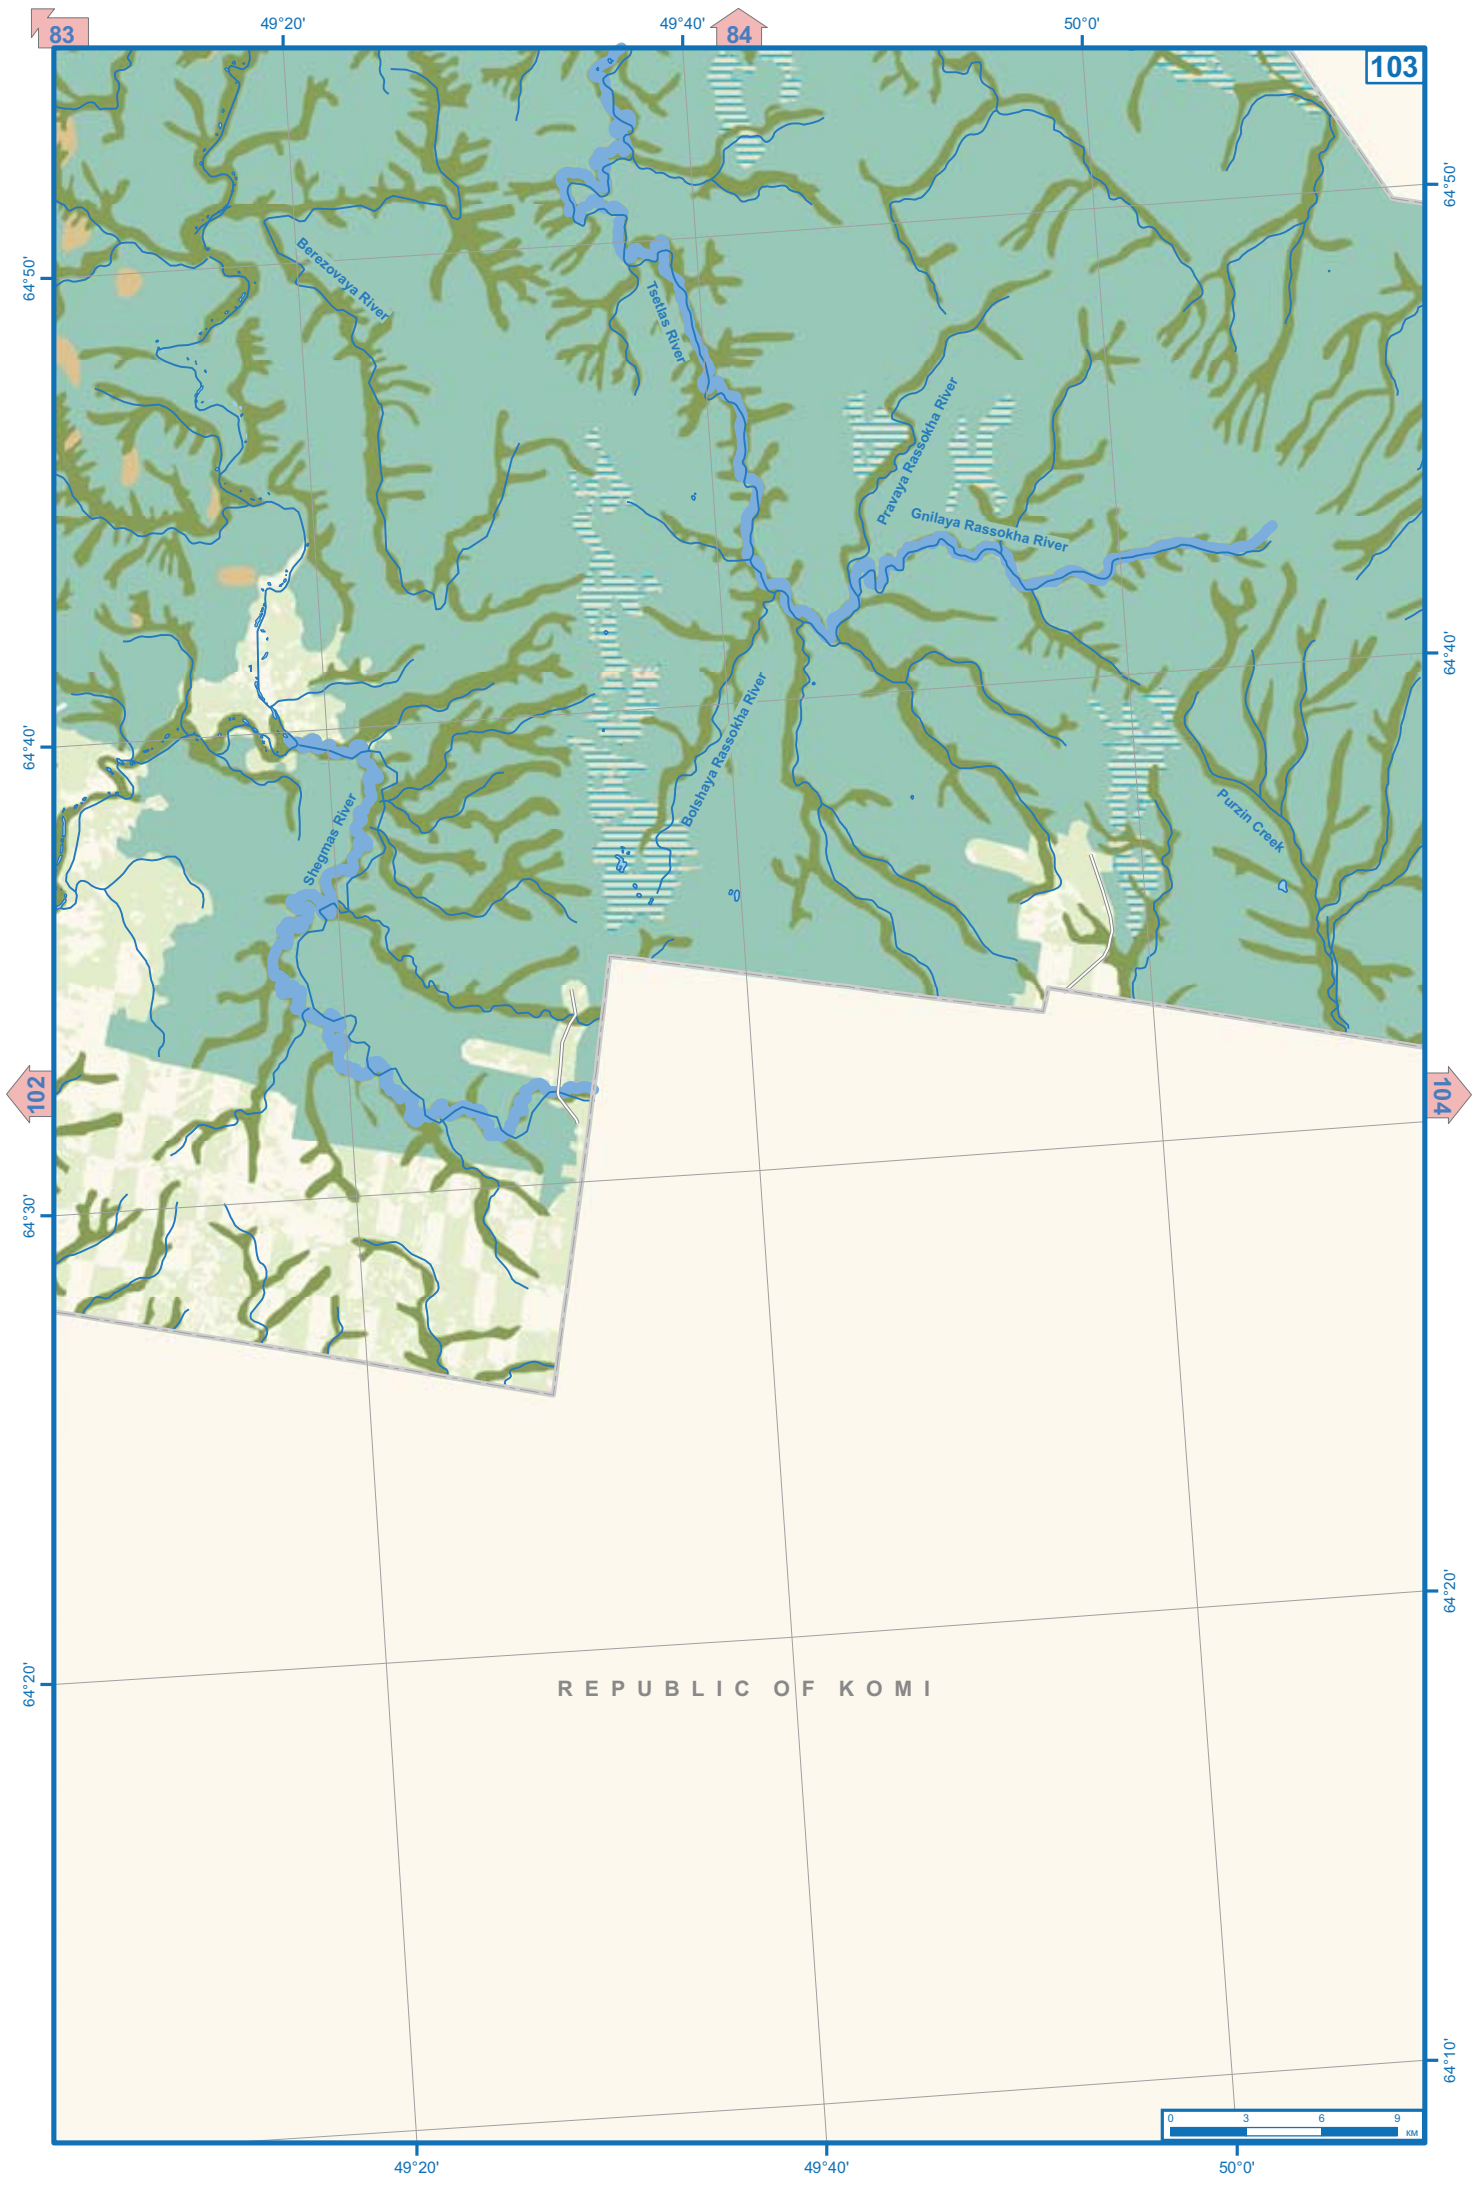 83
49°20'
49°40'
84
50°0'
103
64°50'
64°50'
Berezovaya River
Tsetlas River
Pravaya Rassokha River
Gnilaya Rassokha River
64°40'
64°40'
Bolshaya Rassokha River
Shegmas River
Purzin Creek
102
104
64°30'
64°20'
64°20'
REPUBLIC OF KOMI
64°10'
0 3 6 9
км
49°20'
49°40'
50°0'